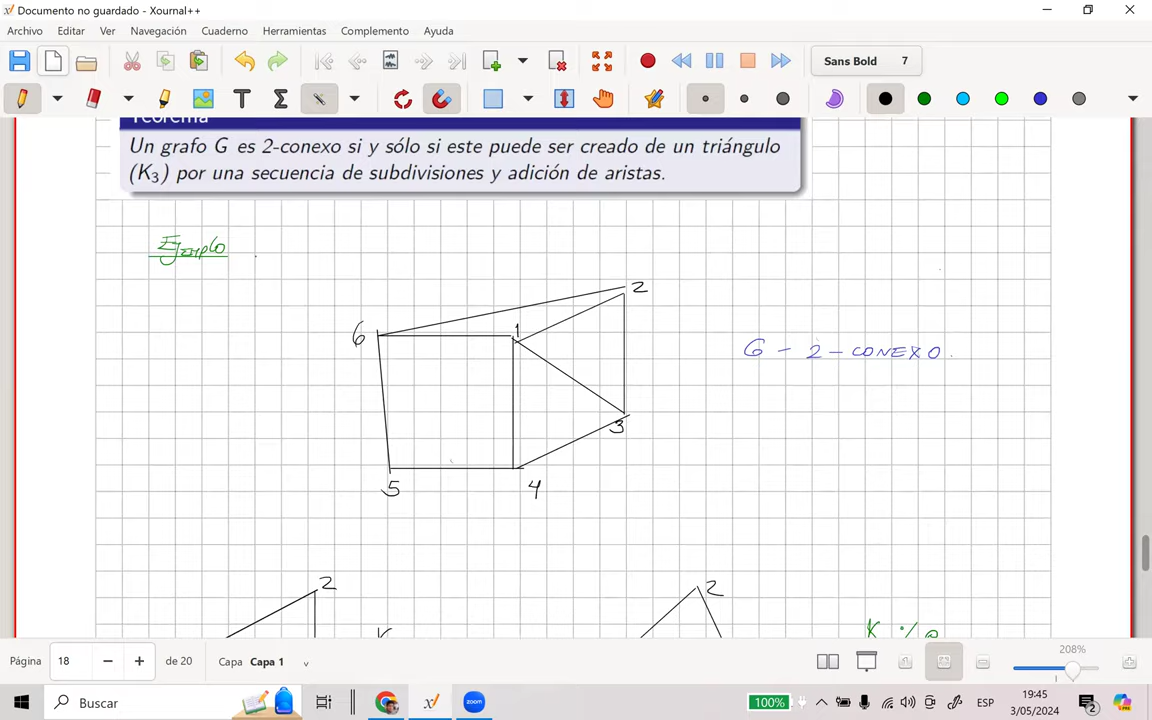 Documento no guardado - Xournal++
Archivo Editar Ver Navegación Cuaderno Herramientas Complemento Ayuda
Sans Bold 7
Teorema
Un grafo G es 2-conexo si y sólo si este puede ser creado de un triángulo
(K3) por una secuencia de subdivisiones y adición de aristas.
Ejemplo
2
6
1
G - 2 - CONEXO.
3
5
4
2
2
K
Página 18 de 20 Capa Capa 1
208%
Buscar
100%
ESP
19:45
3/05/2024
2